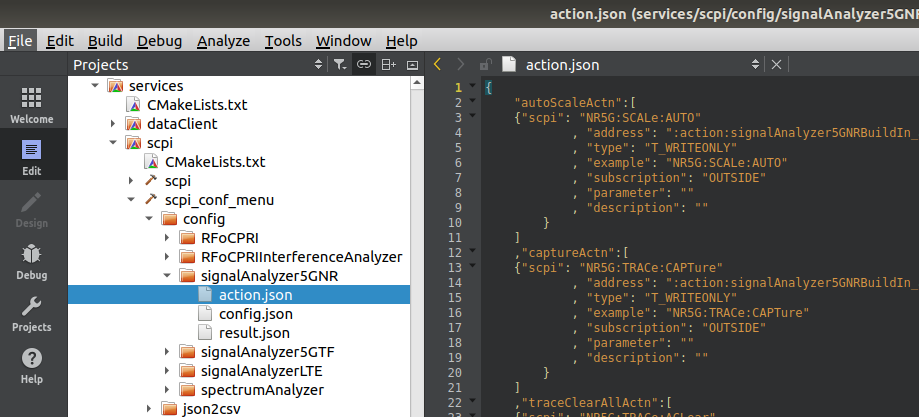 action.json (services/scpi/config/signalAnalyzer5GNR
File Edit Build Debug Analyze Tools Window Help
Projects
action.json
Welcome
Edit
Design
Debug
Projects
Help
services
CMakeLists.txt
dataClient
scpi
CMakeLists.txt
scpi
scpi_conf_menu
config
RFoCPRI
RFoCPRIInterferenceAnalyzer
signalAnalyzer5GNR
action.json
config.json
result.json
signalAnalyzer5GTF
signalAnalyzerLTE
spectrumAnalyzer
json2csv
1 {
2 "autoScaleActn":[
3 {"scpi": "NR5G:SCALe:AUTO"
4 , "address": ":action:signalAnalyzer5GNRBuildIn_
5 , "type": "T_WRITEONLY"
6 , "example": "NR5G:SCALe:AUTO"
7 , "subscription": "OUTSIDE"
8 , "parameter": ""
9 , "description": ""
10 }
11 ]
12 ,"captureActn":[
13 {"scpi": "NR5G:TRACe:CAPTure"
14 , "address": ":action:signalAnalyzer5GNRBuildIn_
15 , "type": "T_WRITEONLY"
16 , "example": "NR5G:TRACe:CAPTure"
17 , "subscription": "OUTSIDE"
18 , "parameter": ""
19 , "description": ""
20 }
21 ]
22 ,"traceClearAllActn":[
23 {"scpi": "NR5G:TRACe:AClear"